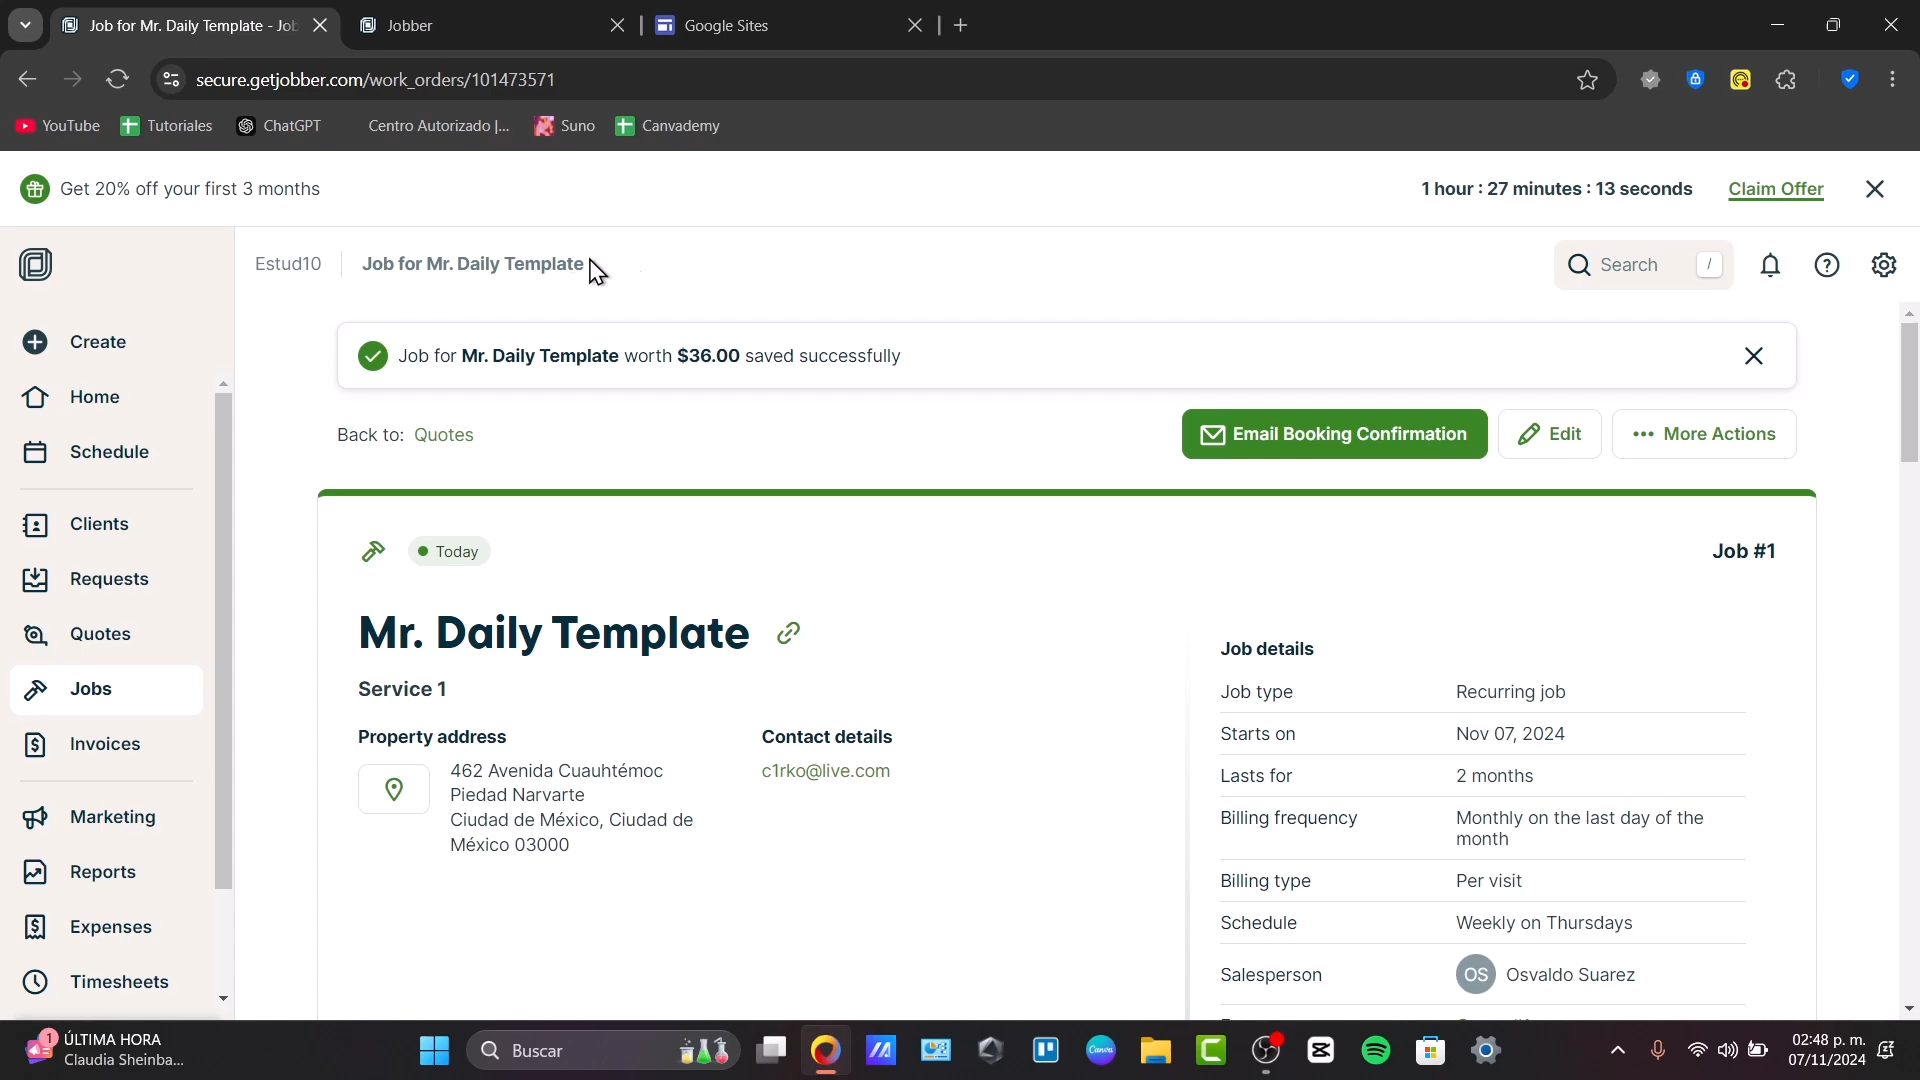 Job for Mr. Daily Template - Job
Jobber
Google Sites
secure.getjobber.com/work_orders/101473571
YouTube
Tutoriales
ChatGPT
Centro Autorizado |...
Suno
Canvademy
Get 20% off your first 3 months
1 hour : 27 minutes : 13 seconds
Claim Offer
Estud10
Job for Mr. Daily Template
Search
/
Create
Home
Schedule
Clients
Requests
Quotes
Jobs
Invoices
Marketing
Reports
Expenses
Timesheets
Job for Mr. Daily Template worth $36.00 saved successfully
Back to: Quotes
Email Booking Confirmation
Edit
More Actions
Today
Job #1
Mr. Daily Template
Service 1
Property address
462 Avenida Cuauhtémoc
Piedad Narvarte
Ciudad de México, Ciudad de
México 03000
Contact details
c1rko@live.com
Job details
Job type Recurring job
Starts on Nov 07, 2024
Lasts for 2 months
Billing frequency Monthly on the last day of the
month
Billing type Per visit
Schedule Weekly on Thursdays
Salesperson OS Osvaldo Suarez
1
ÚLTIMA HORA
Claudia Sheinba...
Buscar
Canva
02:48 p. m.
07/11/2024